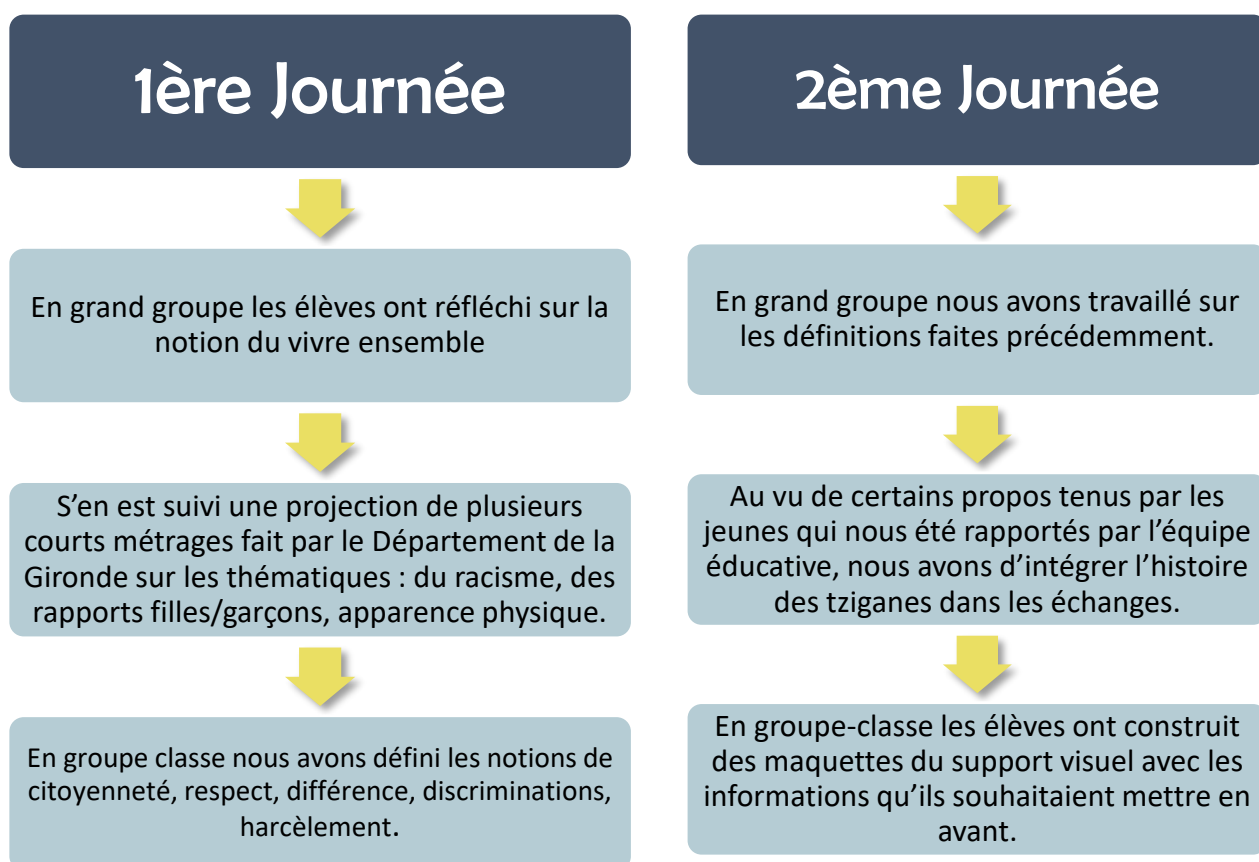 1ère Journée
En grand groupe les élèves ont réfléchi sur la
notion du vivre ensemble
S’en est suivi une projection de plusieurs
courts métrages fait par le Département de la
Gironde sur les thématiques : du racisme, des
rapports filles/garçons, apparence physique.
En groupe classe nous avons défini les notions de
citoyenneté, respect, différence, discriminations,
harcèlement.
2ème Journée
En grand groupe nous avons travaillé sur
les définitions faites précédemment.
Au vu de certains propos tenus par les
jeunes qui nous été rapportés par l’équipe
éducative, nous avons d’intégrer l’histoire
des tziganes dans les échanges.
En groupe-classe les élèves ont construit
des maquettes du support visuel avec les
informations qu’ils souhaitaient mettre en
avant.